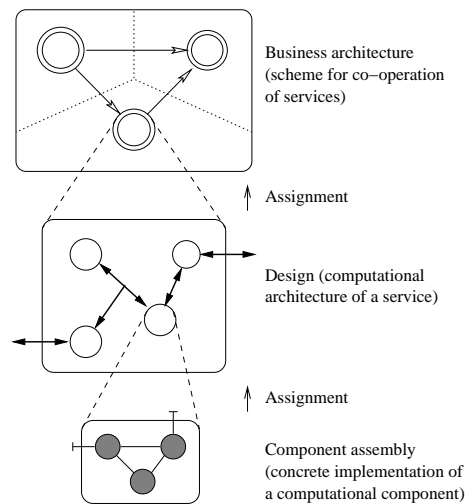 Business architecture
(scheme for co−operation
of services)
Assignment
Design (computational
architecture of a service)
Assignment
Component assembly
(concrete implementation of
a computational component)